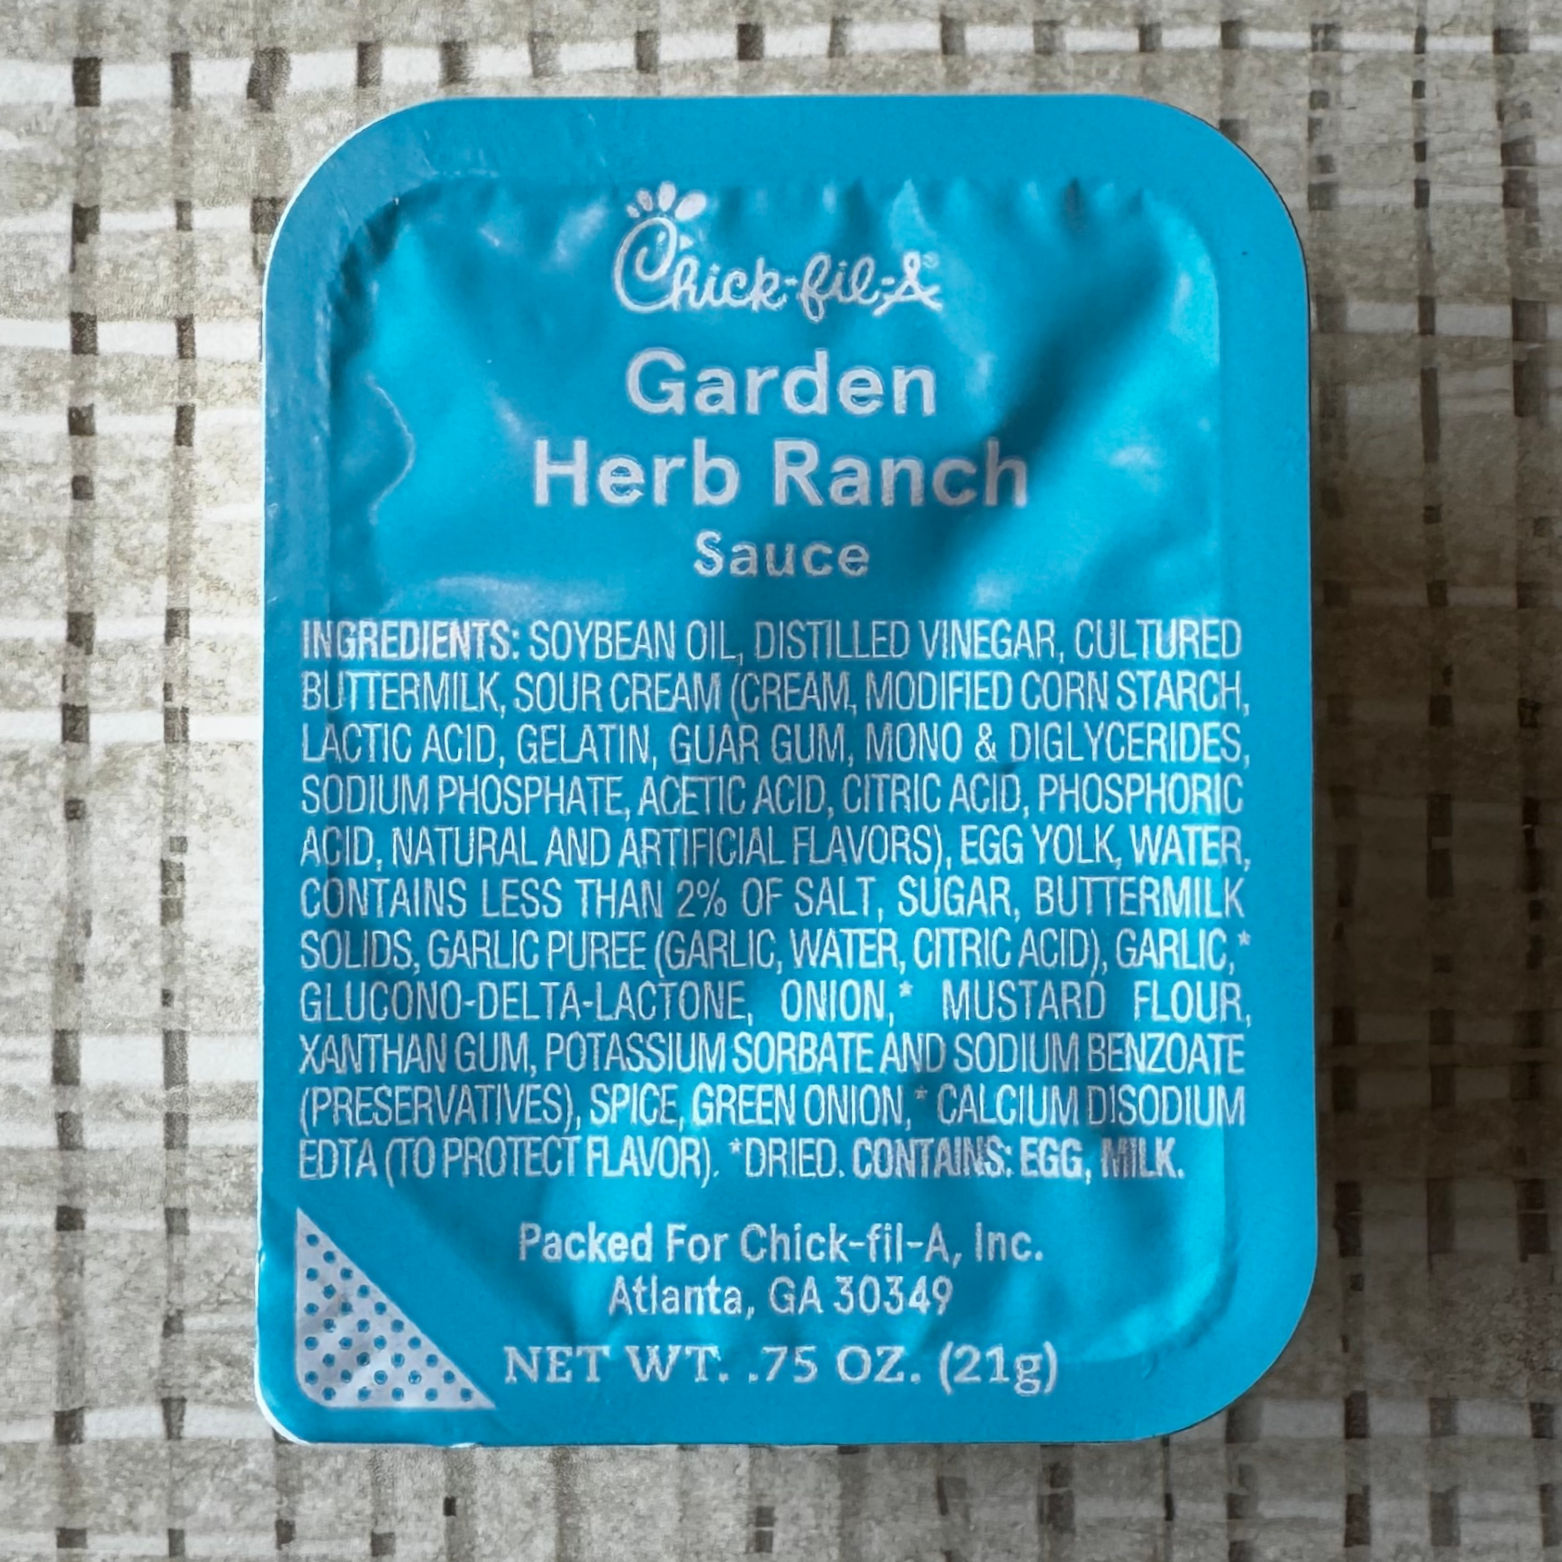 Chick-fil-A®
Garden
Herb Ranch
Sauce
INGREDIENTS: SOYBEAN OIL, DISTILLED VINEGAR, CULTURED
BUTTERMILK, SOUR CREAM (CREAM, MODIFIED CORN STARCH,
LACTIC ACID, GELATIN, GUAR GUM, MONO & DIGLYCERIDES,
SODIUM PHOSPHATE, ACETIC ACID, CITRIC ACID, PHOSPHORIC
ACID, NATURAL AND ARTIFICIAL FLAVORS), EGG YOLK, WATER,
CONTAINS LESS THAN 2% OF SALT, SUGAR, BUTTERMILK
SOLIDS, GARLIC PUREE (GARLIC, WATER, CITRIC ACID), GARLIC,*
GLUCONO-DELTA-LACTONE, ONION,* MUSTARD FLOUR,
XANTHAN GUM, POTASSIUM SORBATE AND SODIUM BENZOATE
(PRESERVATIVES), SPICE, GREEN ONION,* CALCIUM DISODIUM
EDTA (TO PROTECT FLAVOR). *DRIED. CONTAINS: EGG, MILK.
Packed For Chick-fil-A, Inc.
Atlanta, GA 30349
NET WT. .75 OZ. (21g)